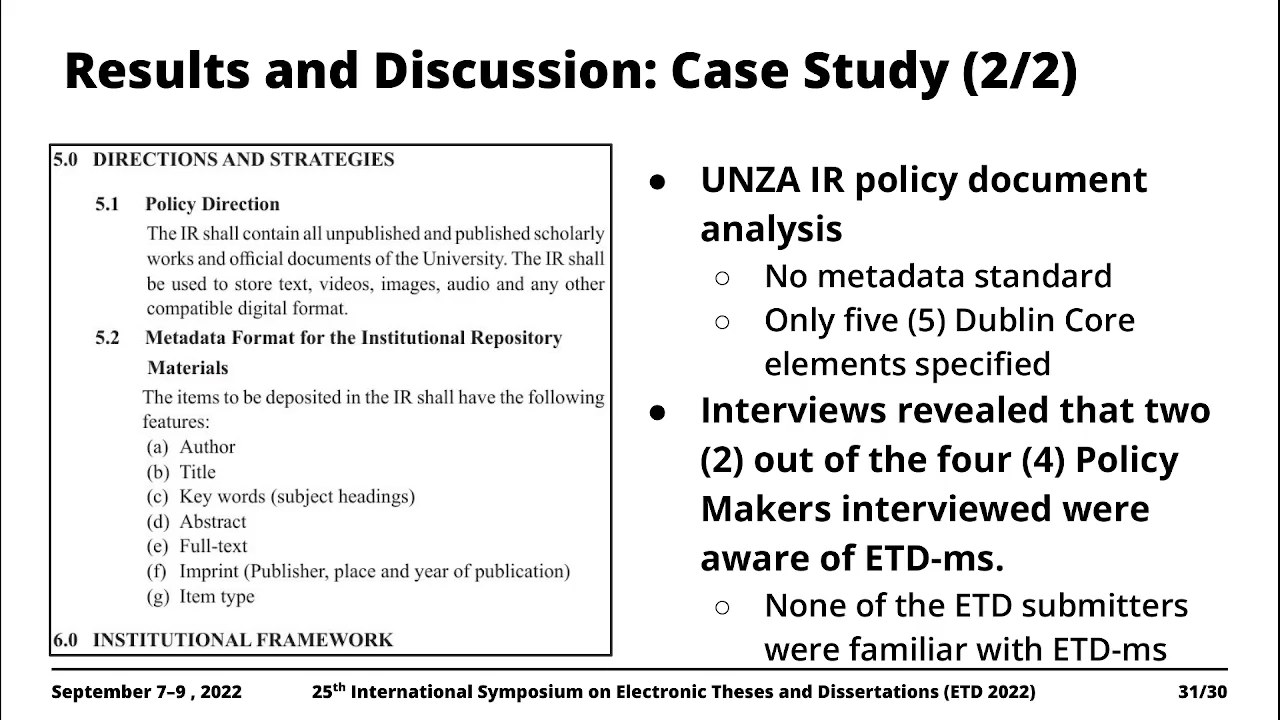 Results and Discussion: Case Study (2/2)
5.0 DIRECTIONS AND STRATEGIES
5.1 Policy Direction
The IR shall contain all unpublished and published scholarly
works and official documents of the University. The IR shall
be used to store text, videos, images, audio and any other
compatible digital format.
5.2 Metadata Format for the Institutional Repository
Materials
The items to be deposited in the IR shall have the following
features:
(a) Author
(b) Title
(c) Key words (subject headings)
(d) Abstract
(e) Full-text
(f) Imprint (Publisher, place and year of publication)
(g) Item type
6.0 INSTITUTIONAL FRAMEWORK
● UNZA IR policy document
analysis
○ No metadata standard
○ Only five (5) Dublin Core
elements specified
● Interviews revealed that two
(2) out of the four (4) Policy
Makers interviewed were
aware of ETD-ms.
○ None of the ETD submitters
were familiar with ETD-ms
September 7–9 , 2022 25th International Symposium on Electronic Theses and Dissertations (ETD 2022) 31/30